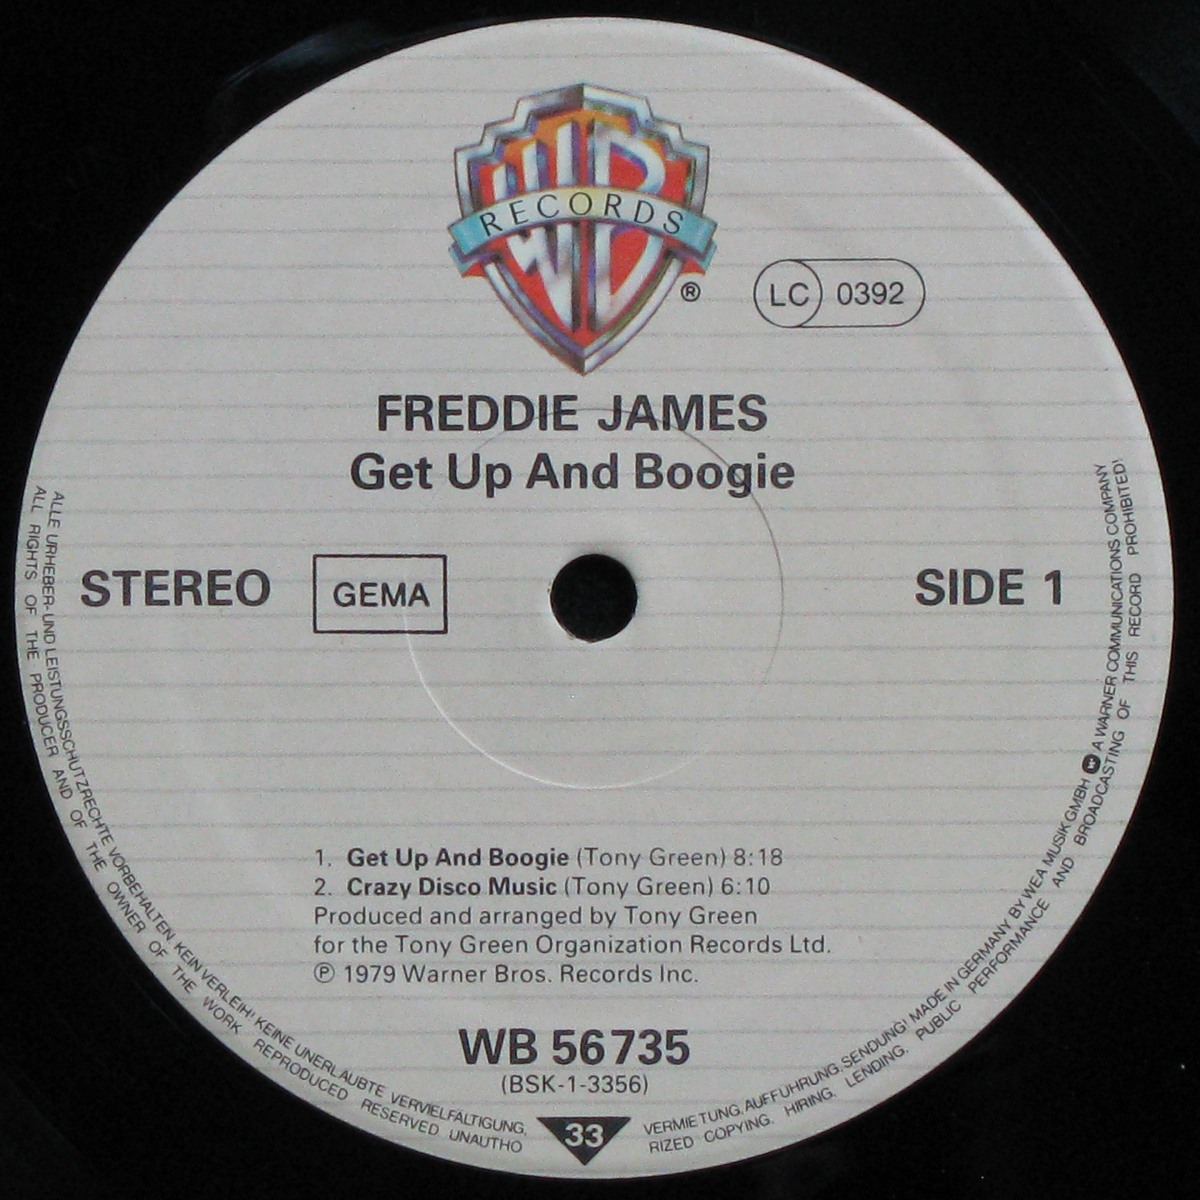 WB
RECORDS
®
LC 0392
FREDDIE JAMES
Get Up And Boogie
STEREO
GEMA
SIDE 1
1. Get Up And Boogie (Tony Green) 8:18
2. Crazy Disco Music (Tony Green) 6:10
Produced and arranged by Tony Green
for the Tony Green Organization Records Ltd.
℗ 1979 Warner Bros. Records Inc.
WB 56 735
(BSK-1-3356)
33
ALLE URHEBER- UND LEISTUNGSSCHUTZRECHTE VORBEHALTEN KEIN VERLEIH! KEINE UNERLAUBTE VERVIELFÄLTIGUNG, VERMIETUNG, AUFFÜHRUNG, SENDUNG! MADE IN GERMANY BY WEA MUSIK GMBH A WARNER COMMUNICATIONS COMPANY
ALL RIGHTS OF THE PRODUCER AND OF THE OWNER OF THE WORK REPRODUCED RESERVED UNAUTHORIZED COPYING, HIRING, LENDING, PUBLIC PERFORMANCE AND BROADCASTING OF THIS RECORD PROHIBITED!